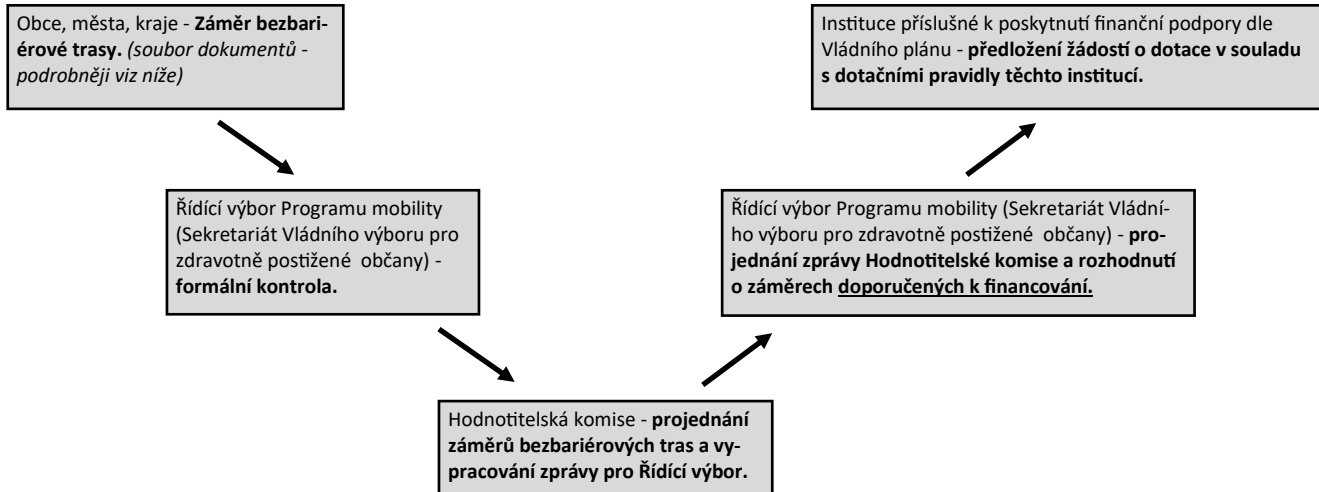 Obce, města, kraje - Záměr bezbari-
érové trasy. (soubor dokumentů -
podrobněji viz níže)
Řídící výbor Programu mobility
(Sekretariát Vládního výboru pro
zdravotně postižené  občany) -
formální kontrola.
Hodnotitelská komise - projednání
záměrů bezbariérových tras a vy-
pracování zprávy pro Řídící výbor.
Řídící výbor Programu mobility (Sekretariát Vládní-
ho výboru pro zdravotně postižené  občany) - pro-
jednání zprávy Hodnotitelské komise a rozhodnutí
o záměrech doporučených k financování.
Instituce příslušné k poskytnutí finanční podpory dle
Vládního plánu - předložení žádostí o dotace v souladu
s dotačními pravidly těchto institucí.